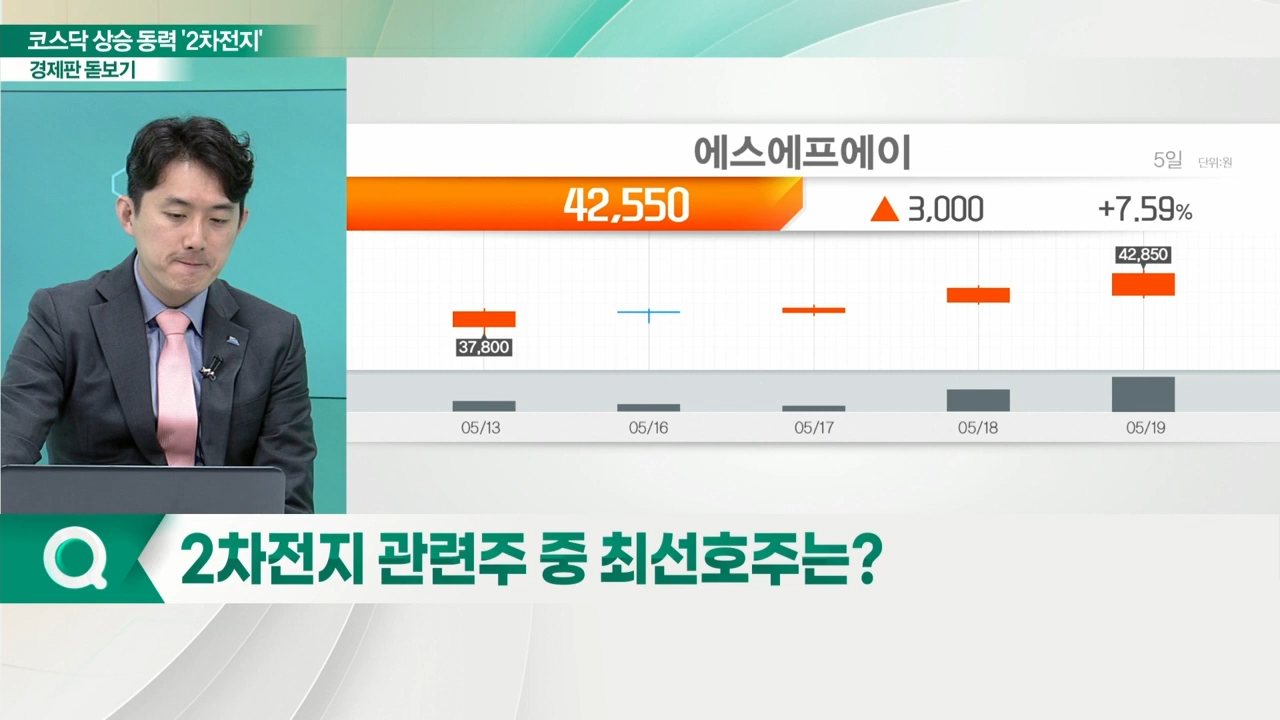 코스닥 상승 동력 '2차전지'
경제판 돋보기
에스에프에이
5일 단위:원
42,550 ▲ 3,000 +7.59%
42,850
37,800
05/13 05/16 05/17 05/18 05/19
Q 2차전지 관련주 중 최선호주는?